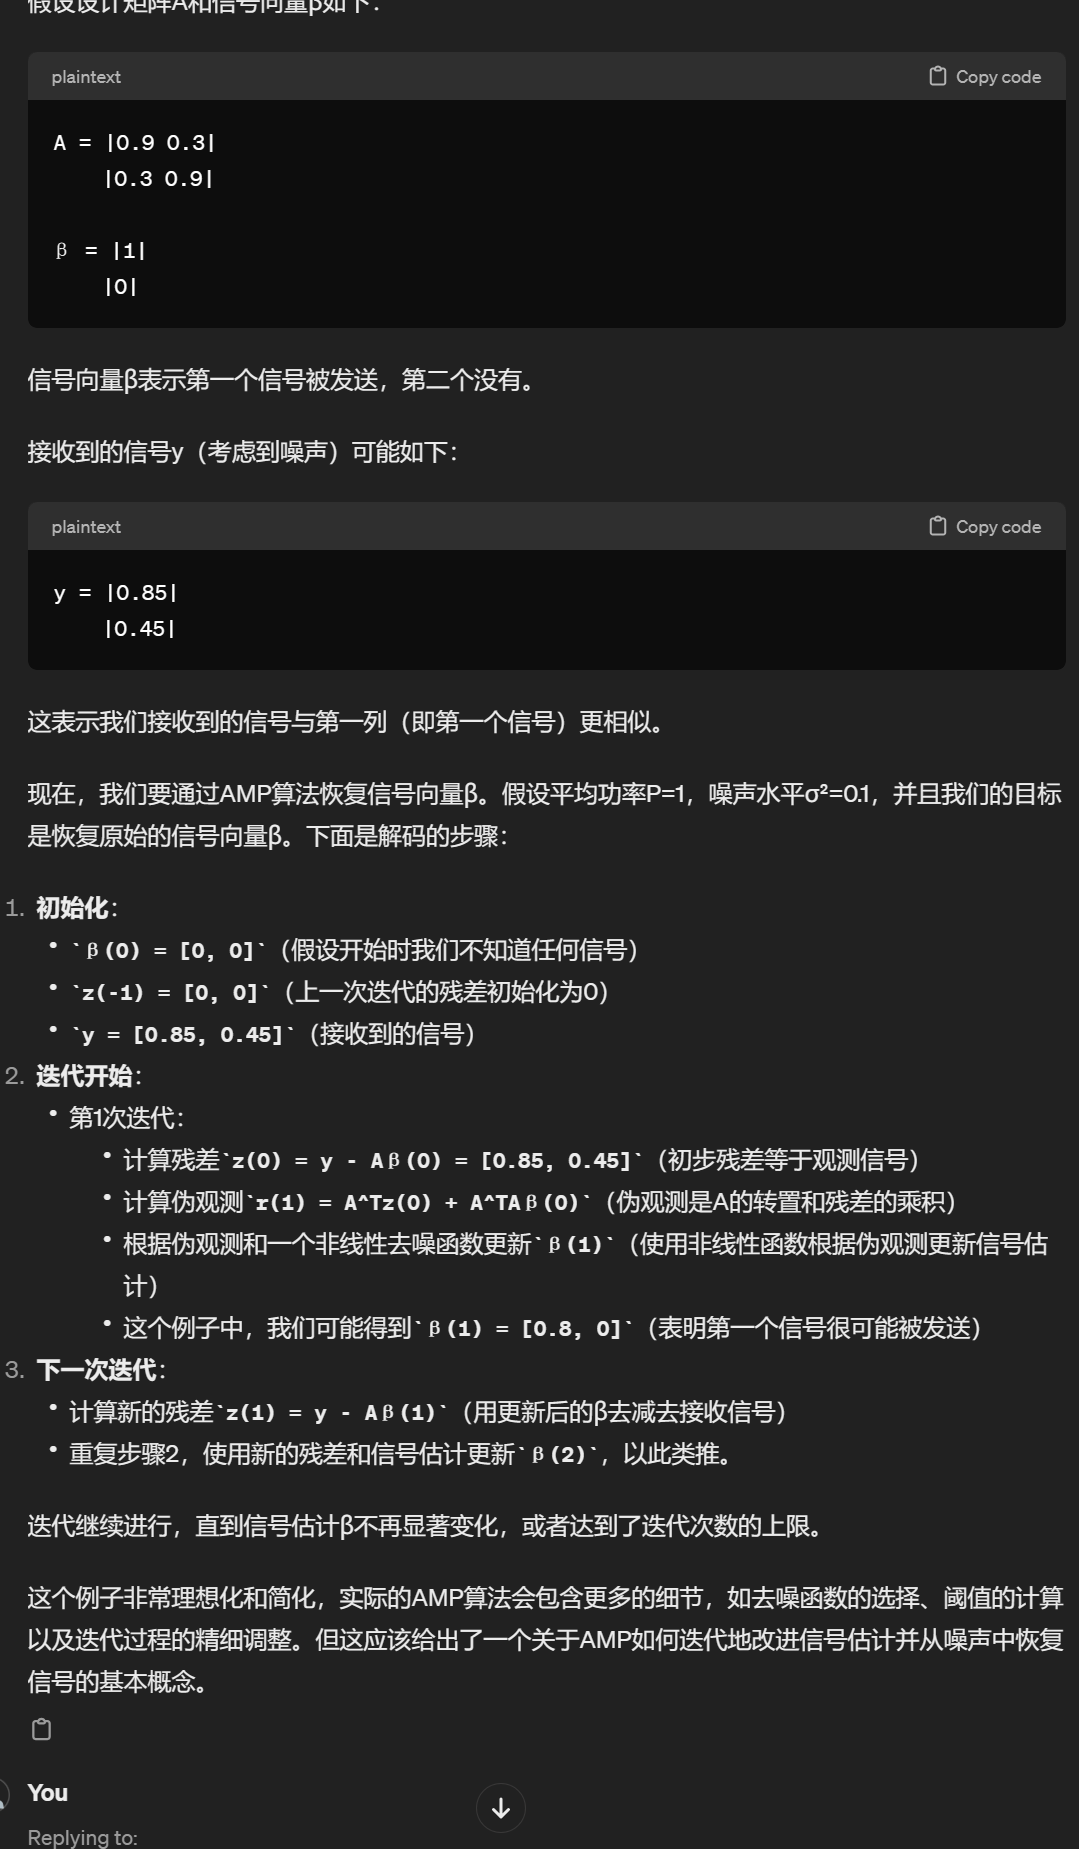 假设设计矩阵A和信号向量β如下：
plaintext
Copy code
A = |0.9 0.3|
|0.3 0.9|
β = |1|
|0|
信号向量β表示第一个信号被发送，第二个没有。
接收到的信号y（考虑到噪声）可能如下：
plaintext
Copy code
y = |0.85|
|0.45|
这表示我们接收到的信号与第一列（即第一个信号）更相似。
现在，我们要通过AMP算法恢复信号向量β。假设平均功率P=1，噪声水平σ²=0.1，并且我们的目标
是恢复原始的信号向量β。下面是解码的步骤：
1. 初始化：
• `β(0) = [0, 0]`（假设开始时我们不知道任何信号）
• `z(-1) = [0, 0]`（上一次迭代的残差初始化为0）
• `y = [0.85, 0.45]`（接收到的信号）
2. 迭代开始：
• 第1次迭代：
• 计算残差`z(0) = y - Aβ(0) = [0.85, 0.45]`（初步残差等于观测信号）
• 计算伪观测`r(1) = A^Tz(0) + A^TAβ(0)`（伪观测是A的转置和残差的乘积）
• 根据伪观测和一个非线性去噪函数更新`β(1)`（使用非线性函数根据伪观测更新信号估
计）
• 这个例子中，我们可能得到`β(1) = [0.8, 0]`（表明第一个信号很可能被发送）
3. 下一次迭代：
• 计算新的残差`z(1) = y - Aβ(1)`（用更新后的β去减去接收信号）
• 重复步骤2，使用新的残差和信号估计更新`β(2)`，以此类推。
迭代继续进行，直到信号估计β不再显著变化，或者达到了迭代次数的上限。
这个例子非常理想化和简化，实际的AMP算法会包含更多的细节，如去噪函数的选择、阈值的计算
以及迭代过程的精细调整。但这应该给出了一个关于AMP如何迭代地改进信号估计并从噪声中恢复
信号的基本概念。
You
Replying to: